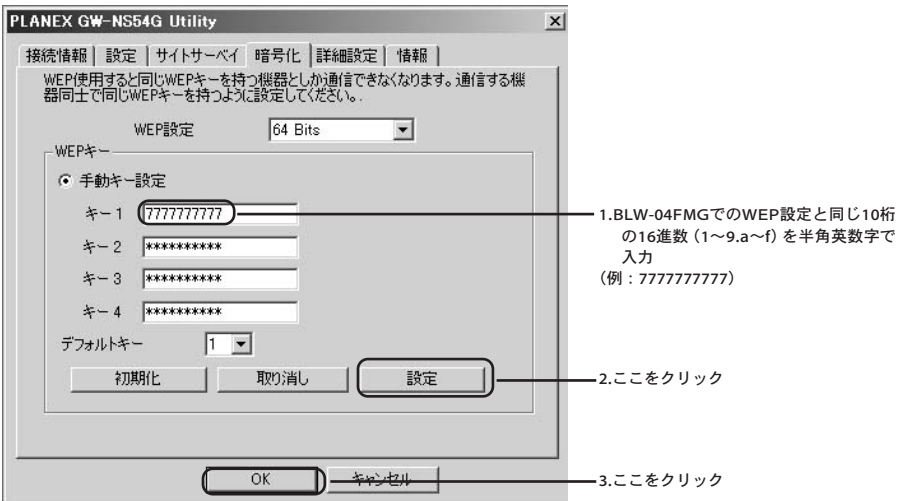 PLANEX GW-NS54G Utility
接続情報 設定 サイトサーベイ 暗号化 詳細設定 情報
WEP使用すると同じWEPキーを持つ機器としか通信できなくなります。通信する機
器同士で同じWEPキーを持つように設定してください。.
WEP設定 64 Bits
WEPキー
手動キー設定
キー 1 7777777777
キー 2 **********
キー 3 **********
キー 4 **********
デフォルトキー 1
初期化 取り消し 設定
OK キャンセル
1.BLW-04FMGでのWEP設定と同じ10桁
の16進数（1～9.a～f）を半角英数字で
入力
（例：7777777777）
2.ここをクリック
3.ここをクリック